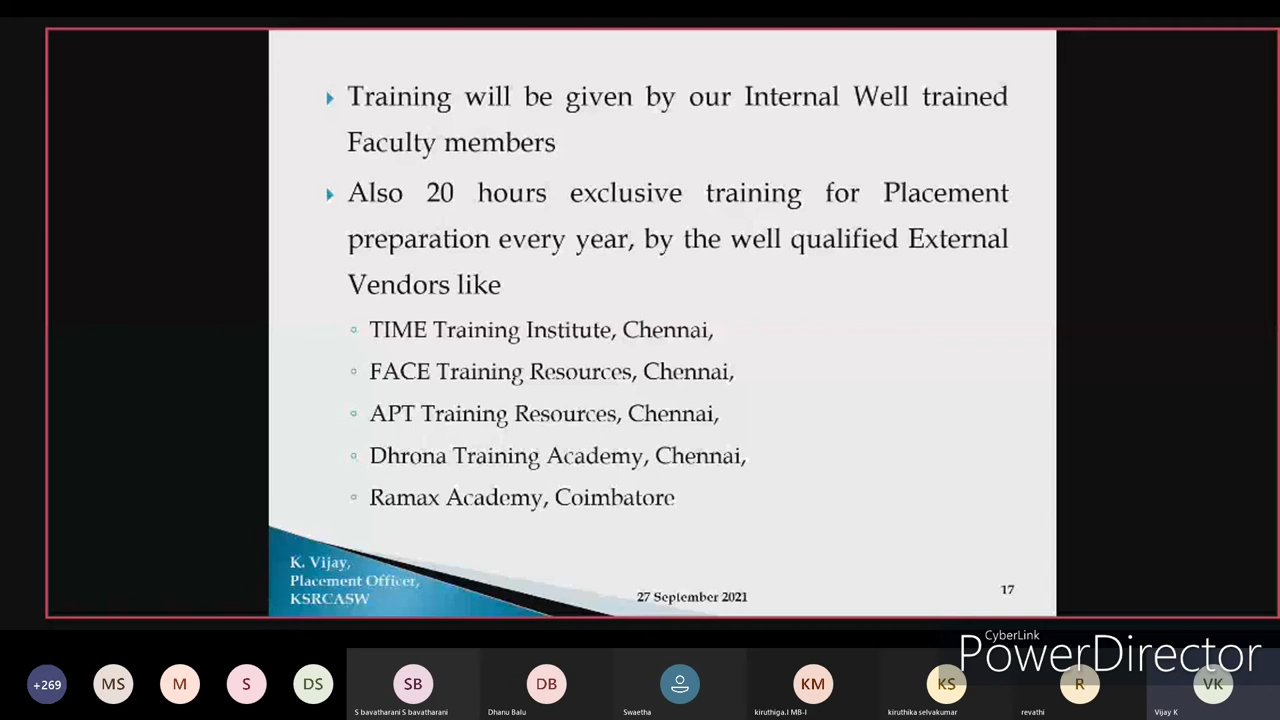 Training will be given by our Internal Well trained
Faculty members
Also 20 hours exclusive training for Placement
preparation every year, by the well qualified External
Vendors like
TIME Training Institute, Chennai,
FACE Training Resources, Chennai,
APT Training Resources, Chennai,
Dhrona Training Academy, Chennai,
Ramax Academy, Coimbatore
K. Vijay,
Placement Officer,
KSRCASW
27 September 2021
17
CyberLink
PowerDirector
+269
MS
M
S
DS
SB
DB
KM
KS
R
VK
S bavatharani S bavatharani
Dhanu Balu
Swaetha
kiruthiga.I MB-I
kiruthika selvakumar
revathi
Vijay K